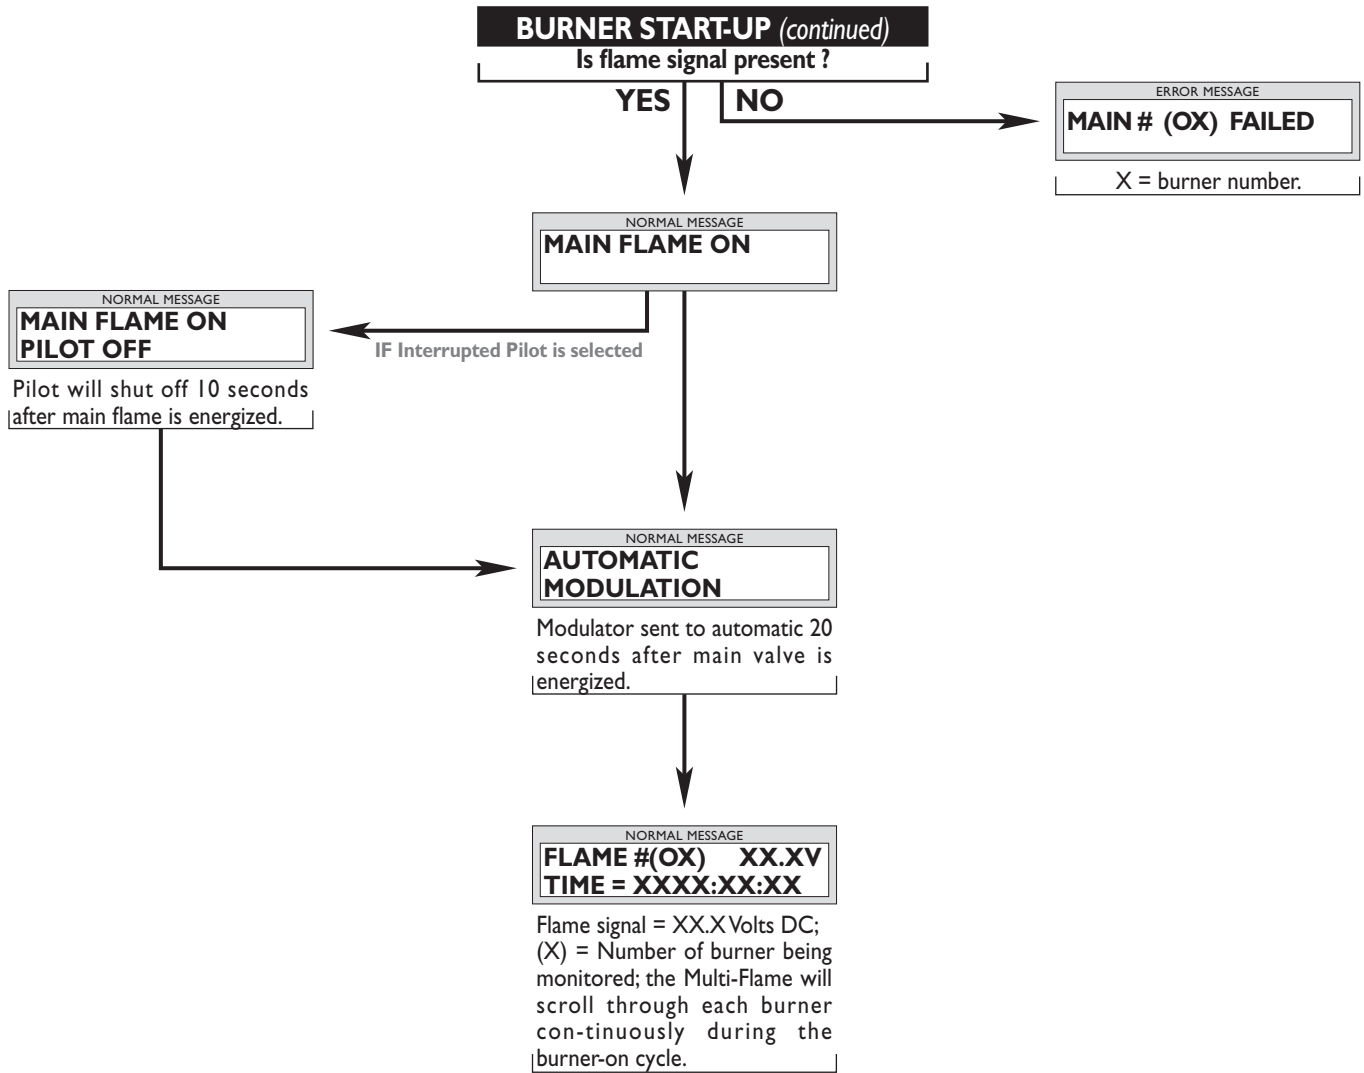 BURNER START-UP (continued)
Is flame signal present ?
YES NO
ERROR MESSAGE
MAIN # (OX) FAILED
X = burner number.
NORMAL MESSAGE
MAIN FLAME ON
NORMAL MESSAGE
MAIN FLAME ON
PILOT OFF
IF Interrupted Pilot is selected
Pilot will shut off 10 seconds
after main flame is energized.
NORMAL MESSAGE
AUTOMATIC
MODULATION
Modulator sent to automatic 20
seconds after main valve is
energized.
NORMAL MESSAGE
FLAME #(OX) XX.XV
TIME = XXXX:XX:XX
Flame signal = XX.X Volts DC;
(X) = Number of burner being
monitored; the Multi-Flame will
scroll through each burner
con-tinuously during the
burner-on cycle.